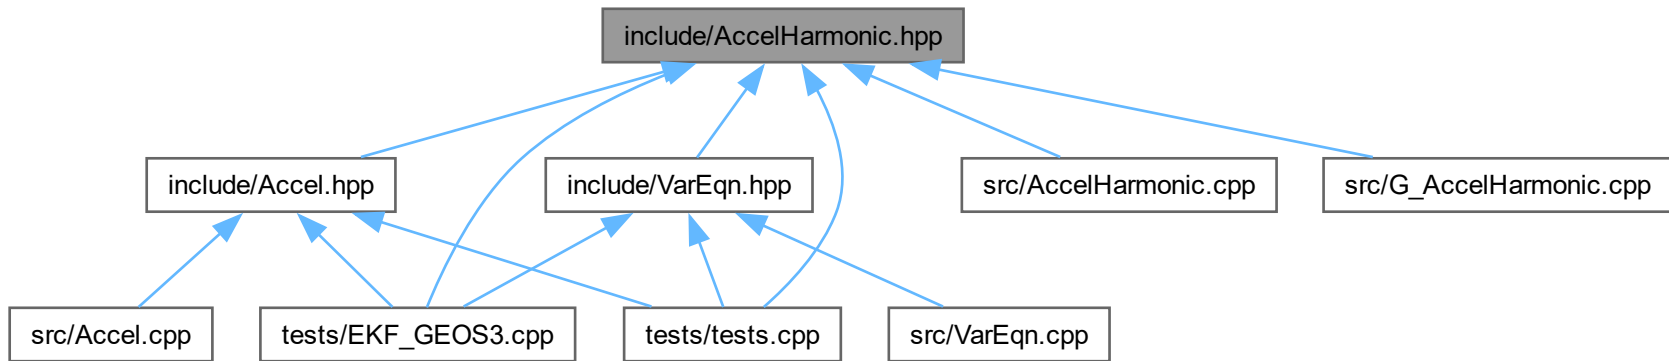 include/AccelHarmonic.hpp
include/Accel.hpp
include/VarEqn.hpp
src/AccelHarmonic.cpp
src/G_AccelHarmonic.cpp
src/Accel.cpp
tests/EKF_GEOS3.cpp
tests/tests.cpp
src/VarEqn.cpp